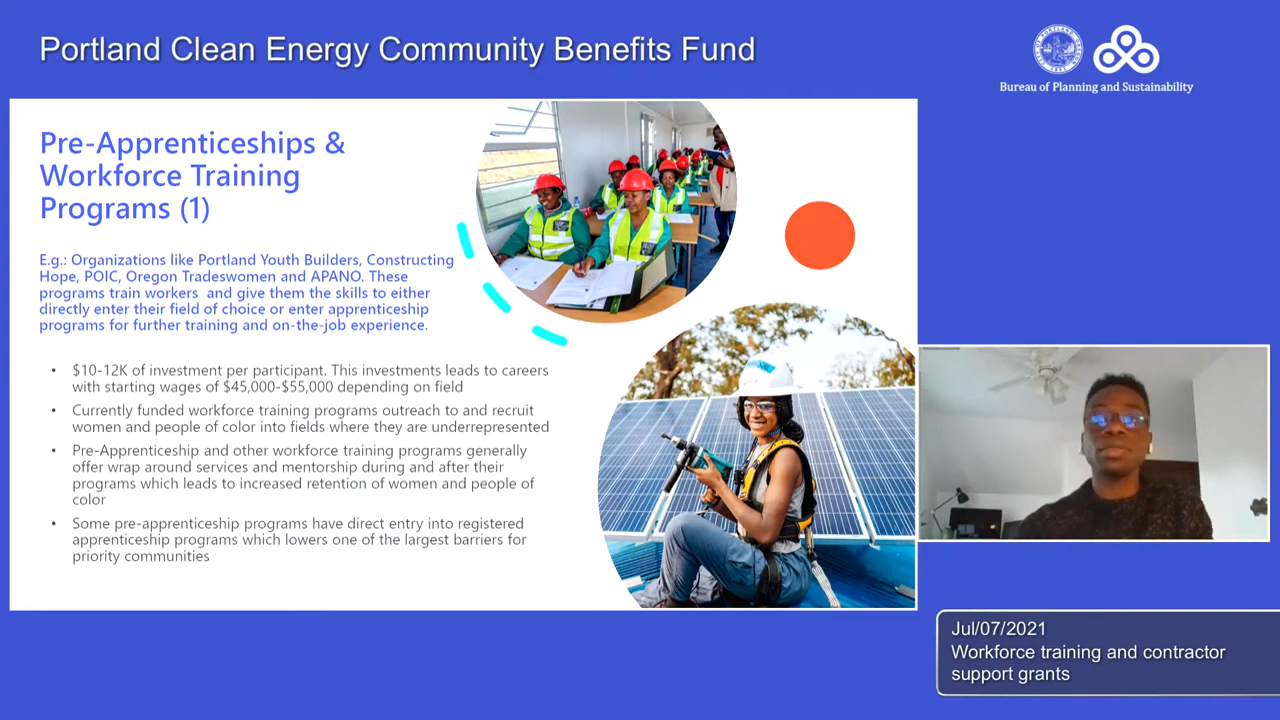 Portland Clean Energy Community Benefits Fund
Bureau of Planning and Sustainability
Pre-Apprenticeships &
Workforce Training
Programs (1)
E.g.: Organizations like Portland Youth Builders, Constructing
Hope, POIC, Oregon Tradeswomen and APANO. These
programs train workers  and give them the skills to either
directly enter their field of choice or enter apprenticeship
programs for further training and on-the-job experience.
• $10-12K of investment per participant. This investments leads to careers
with starting wages of $45,000-$55,000 depending on field
• Currently funded workforce training programs outreach to and recruit
women and people of color into fields where they are underrepresented
• Pre-Apprenticeship and other workforce training programs generally
offer wrap around services and mentorship during and after their
programs which leads to increased retention of women and people of
color
• Some pre-apprenticeship programs have direct entry into registered
apprenticeship programs which lowers one of the largest barriers for
priority communities
Jul/07/2021
Workforce training and contractor
support grants